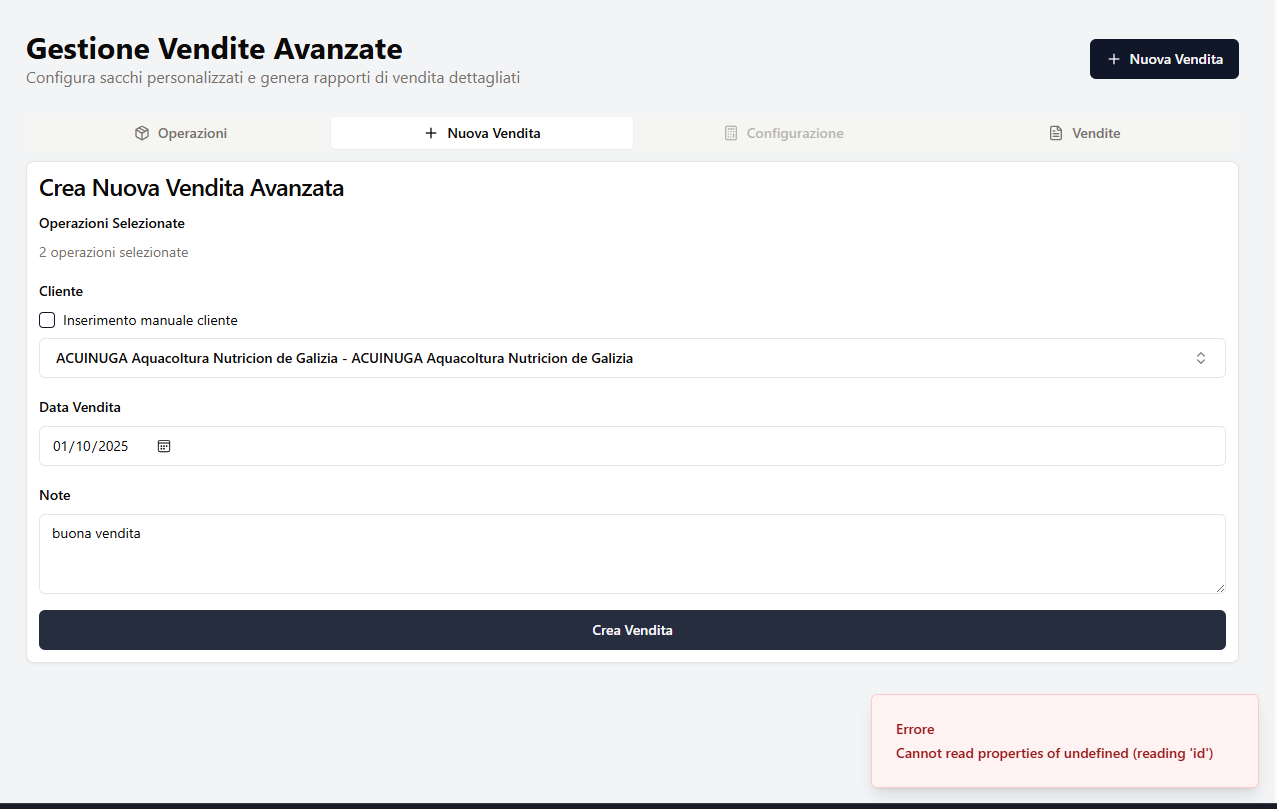 Gestione Vendite Avanzate
Configura sacchi personalizzati e genera rapporti di vendita dettagliati
Nuova Vendita
Operazioni
Nuova Vendita
Configurazione
Vendite
Crea Nuova Vendita Avanzata
Operazioni Selezionate
2 operazioni selezionate
Cliente
Inserimento manuale cliente
ACUINUGA Aquacoltura Nutricion de Galizia - ACUINUGA Aquacoltura Nutricion de Galizia
Data Vendita
01/10/2025
Note
buona vendita
Crea Vendita
Errore
Cannot read properties of undefined (reading 'id')